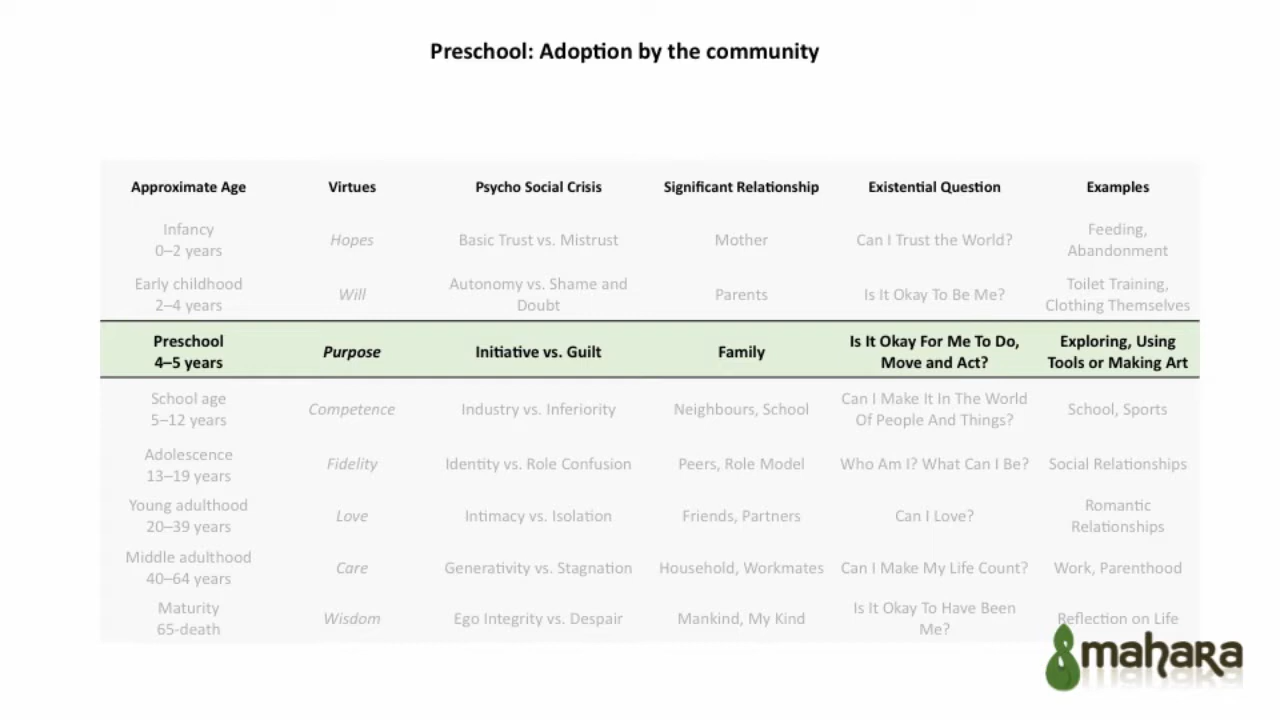 Preschool: Adoption by the community
Approximate Age Virtues Psycho Social Crisis Significant Relationship Existential Question Examples
Infancy
0–2 years
Hopes
Basic Trust vs. Mistrust
Mother
Can I Trust the World?
Feeding,
Abandonment
Early childhood
2–4 years
Will
Autonomy vs. Shame and
Doubt
Parents
Is It Okay To Be Me?
Toilet Training,
Clothing Themselves
Preschool
4–5 years
Purpose
Initiative vs. Guilt
Family
Is It Okay For Me To Do,
Move and Act?
Exploring, Using
Tools or Making Art
School age
5–12 years
Competence
Industry vs. Inferiority
Neighbours, School
Can I Make It In The World
Of People And Things?
School, Sports
Adolescence
13–19 years
Fidelity
Identity vs. Role Confusion
Peers, Role Model
Who Am I? What Can I Be?
Social Relationships
Young adulthood
20–39 years
Love
Intimacy vs. Isolation
Friends, Partners
Can I Love?
Romantic
Relationships
Middle adulthood
40–64 years
Care
Generativity vs. Stagnation
Household, Workmates
Can I Make My Life Count?
Work, Parenthood
Maturity
65-death
Wisdom
Ego Integrity vs. Despair
Mankind, My Kind
Is It Okay To Have Been
Me?
Reflection on Life
mahara